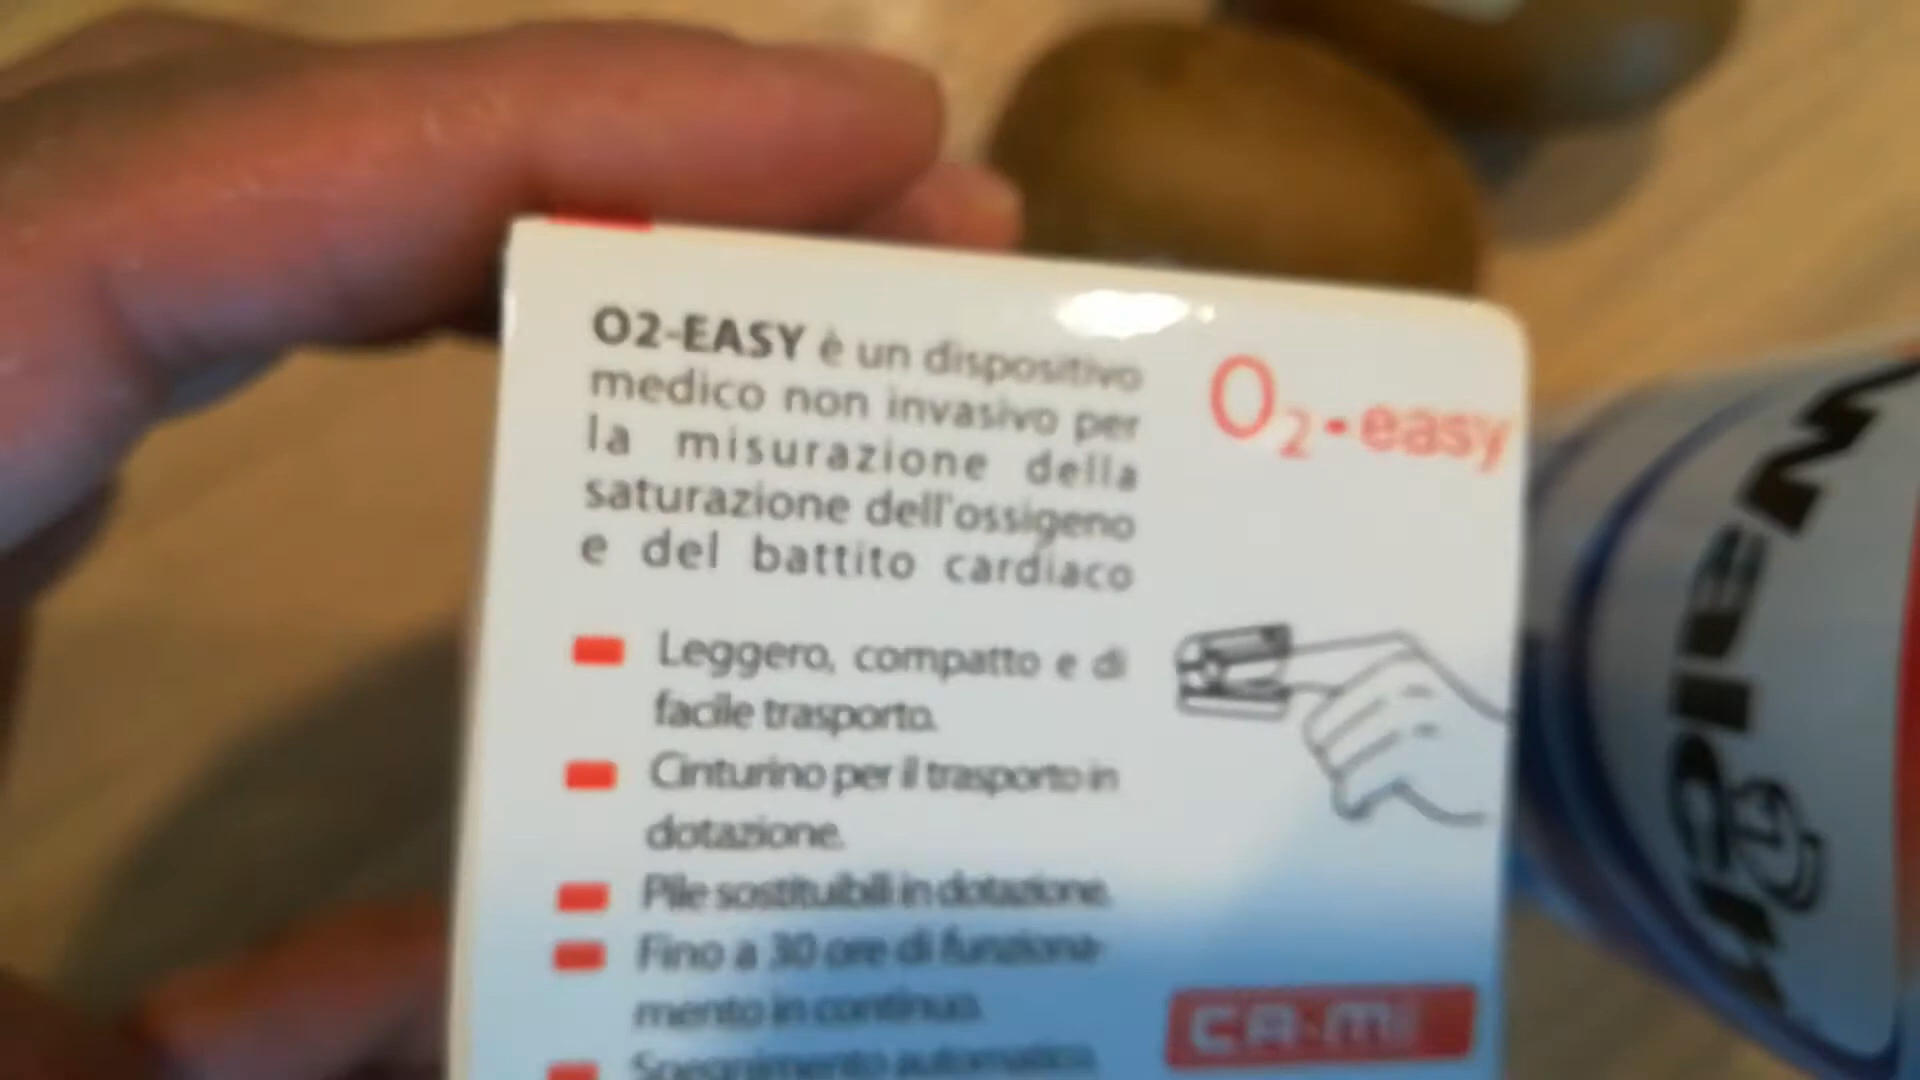 O2-EASY è un dispositivo
medico non invasivo per
la misurazione della
saturazione dell'ossigeno
e del battito cardiaco
Leggero, compatto e di
facile trasporto.
Cinturino per il trasporto in
dotazione.
Pile sostituibili in dotazione.
Fino a 30 ore di funziona-
mento in continuo.
Spegnimento automatico.
O2-easy
CA-MI